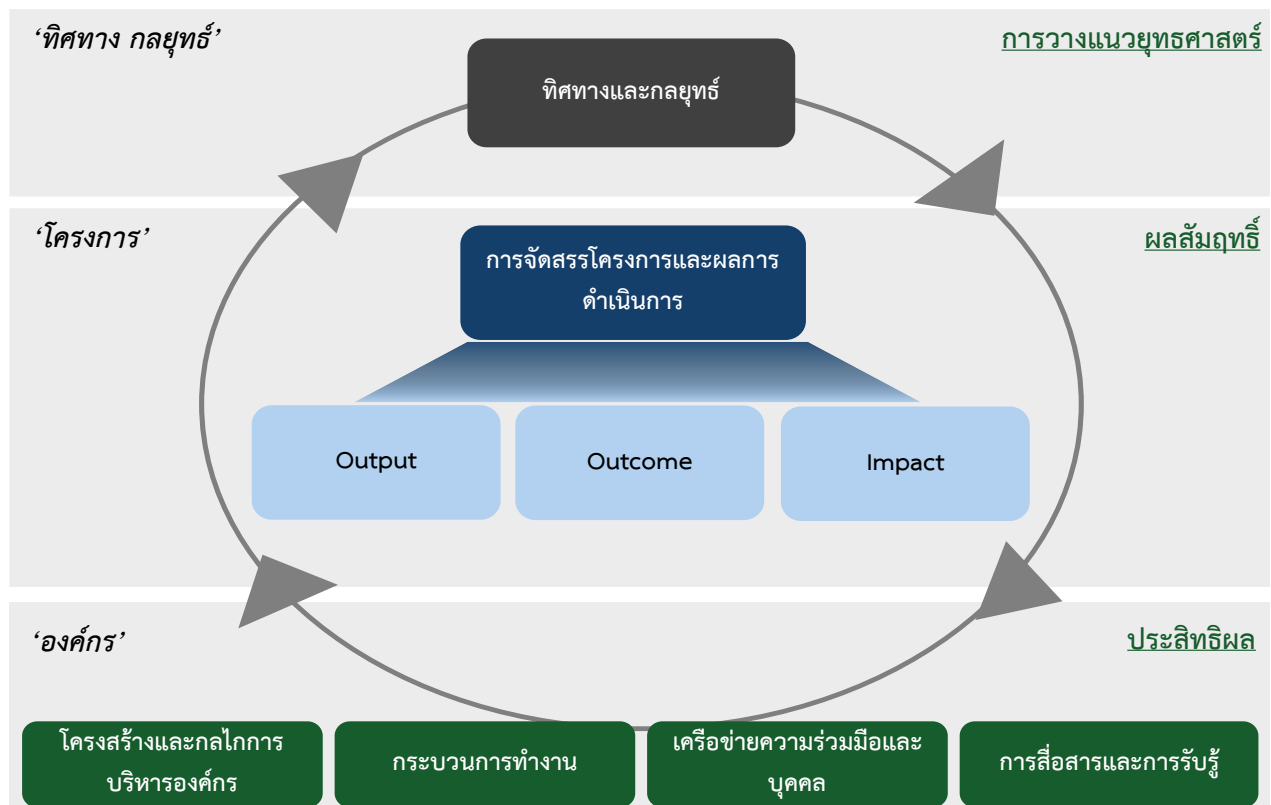 ‘ทิศทาง กลยุทธ์’
การวางแนวยุทธศาสตร์
ทิศทางและกลยุทธ์
‘โครงการ’
ผลสัมฤทธิ์
การจัดสรรโครงการและผลการ
ดำเนินการ
Output
Outcome
Impact
‘องค์กร’
ประสิทธิผล
โครงสร้างและกลไกการ
บริหารองค์กร
กระบวนการทำงาน
เครือข่ายความร่วมมือและ
บุคคล
การสื่อสารและการรับรู้